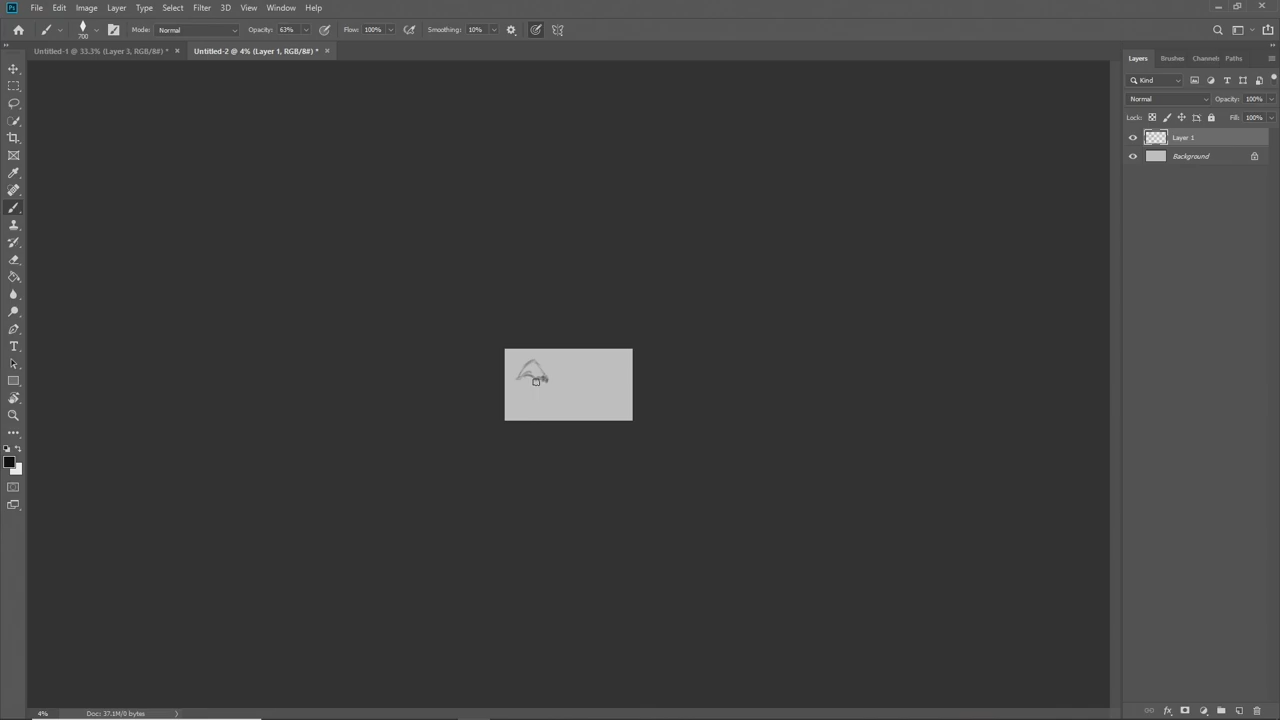 Ps File Edit Image Layer Type Select Filter 3D View Window Help
700 Mode: Normal Opacity: 63% Flow: 100% Smoothing: 10%
Untitled-1 @ 33.3% (Layer 3, RGB/8#) * × Untitled-2 @ 4% (Layer 1, RGB/8#) * ×
Layers Brushes Channels Paths
Kind
Normal Opacity: 100%
Lock: Fill: 100%
Layer 1
Background
4% Doc: 37.1M/0 bytes